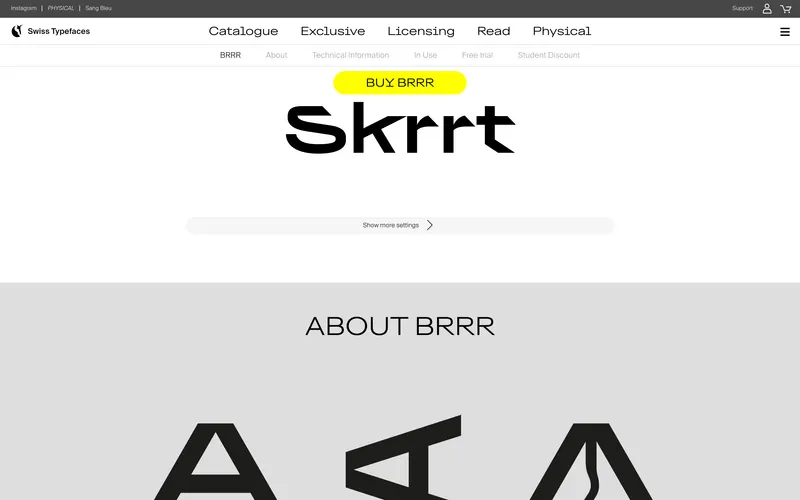 Instagram | PHYSICAL | Sang Bleu Support
Swiss Typefaces Catalogue Exclusive Licensing Read Physical
BRRR About Technical Information In Use Free trial Student Discount
BUY BRRR
Skrrt
Show more settings
ABOUT BRRR
A A A